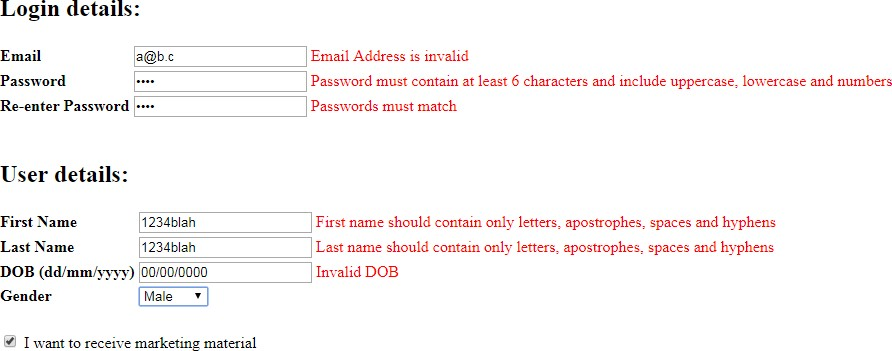 Login details:
Email a@b.c Email Address is invalid
Password •••• Password must contain at least 6 characters and include uppercase, lowercase and numbers
Re-enter Password •••• Passwords must match
User details:
First Name 1234blah First name should contain only letters, apostrophes, spaces and hyphens
Last Name 1234blah Last name should contain only letters, apostrophes, spaces and hyphens
DOB (dd/mm/yyyy) 00/00/0000 Invalid DOB
Gender Male
I want to receive marketing material